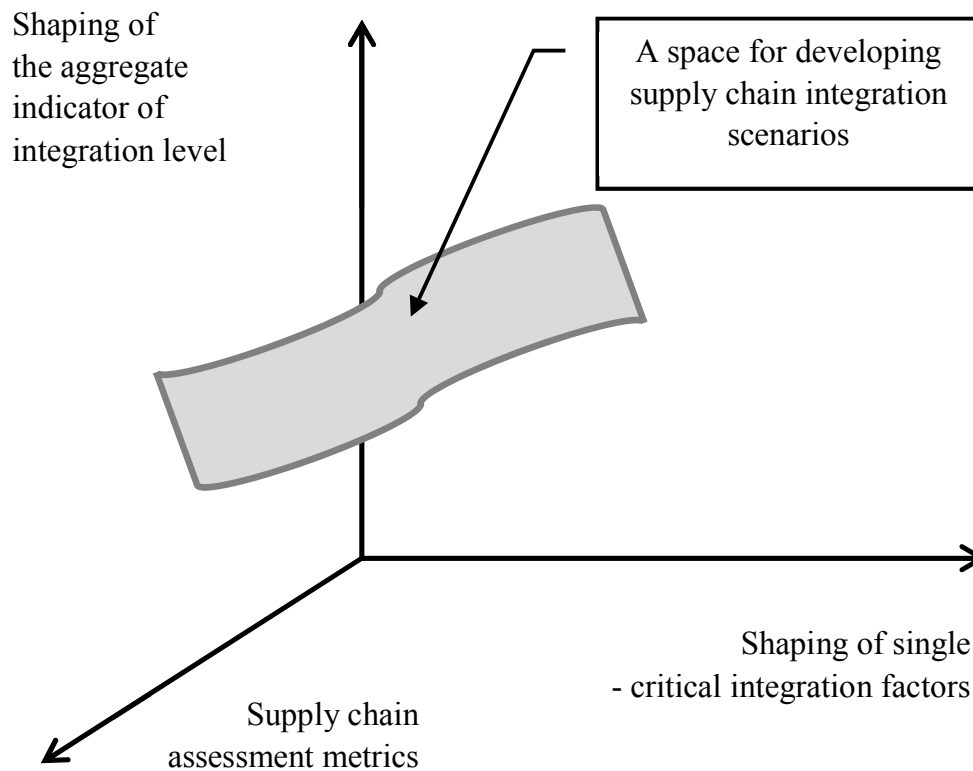 Shaping of
the aggregate
indicator of
integration level
A space for developing
supply chain integration
scenarios
Shaping of single
- critical integration factors
Supply chain
assessment metrics